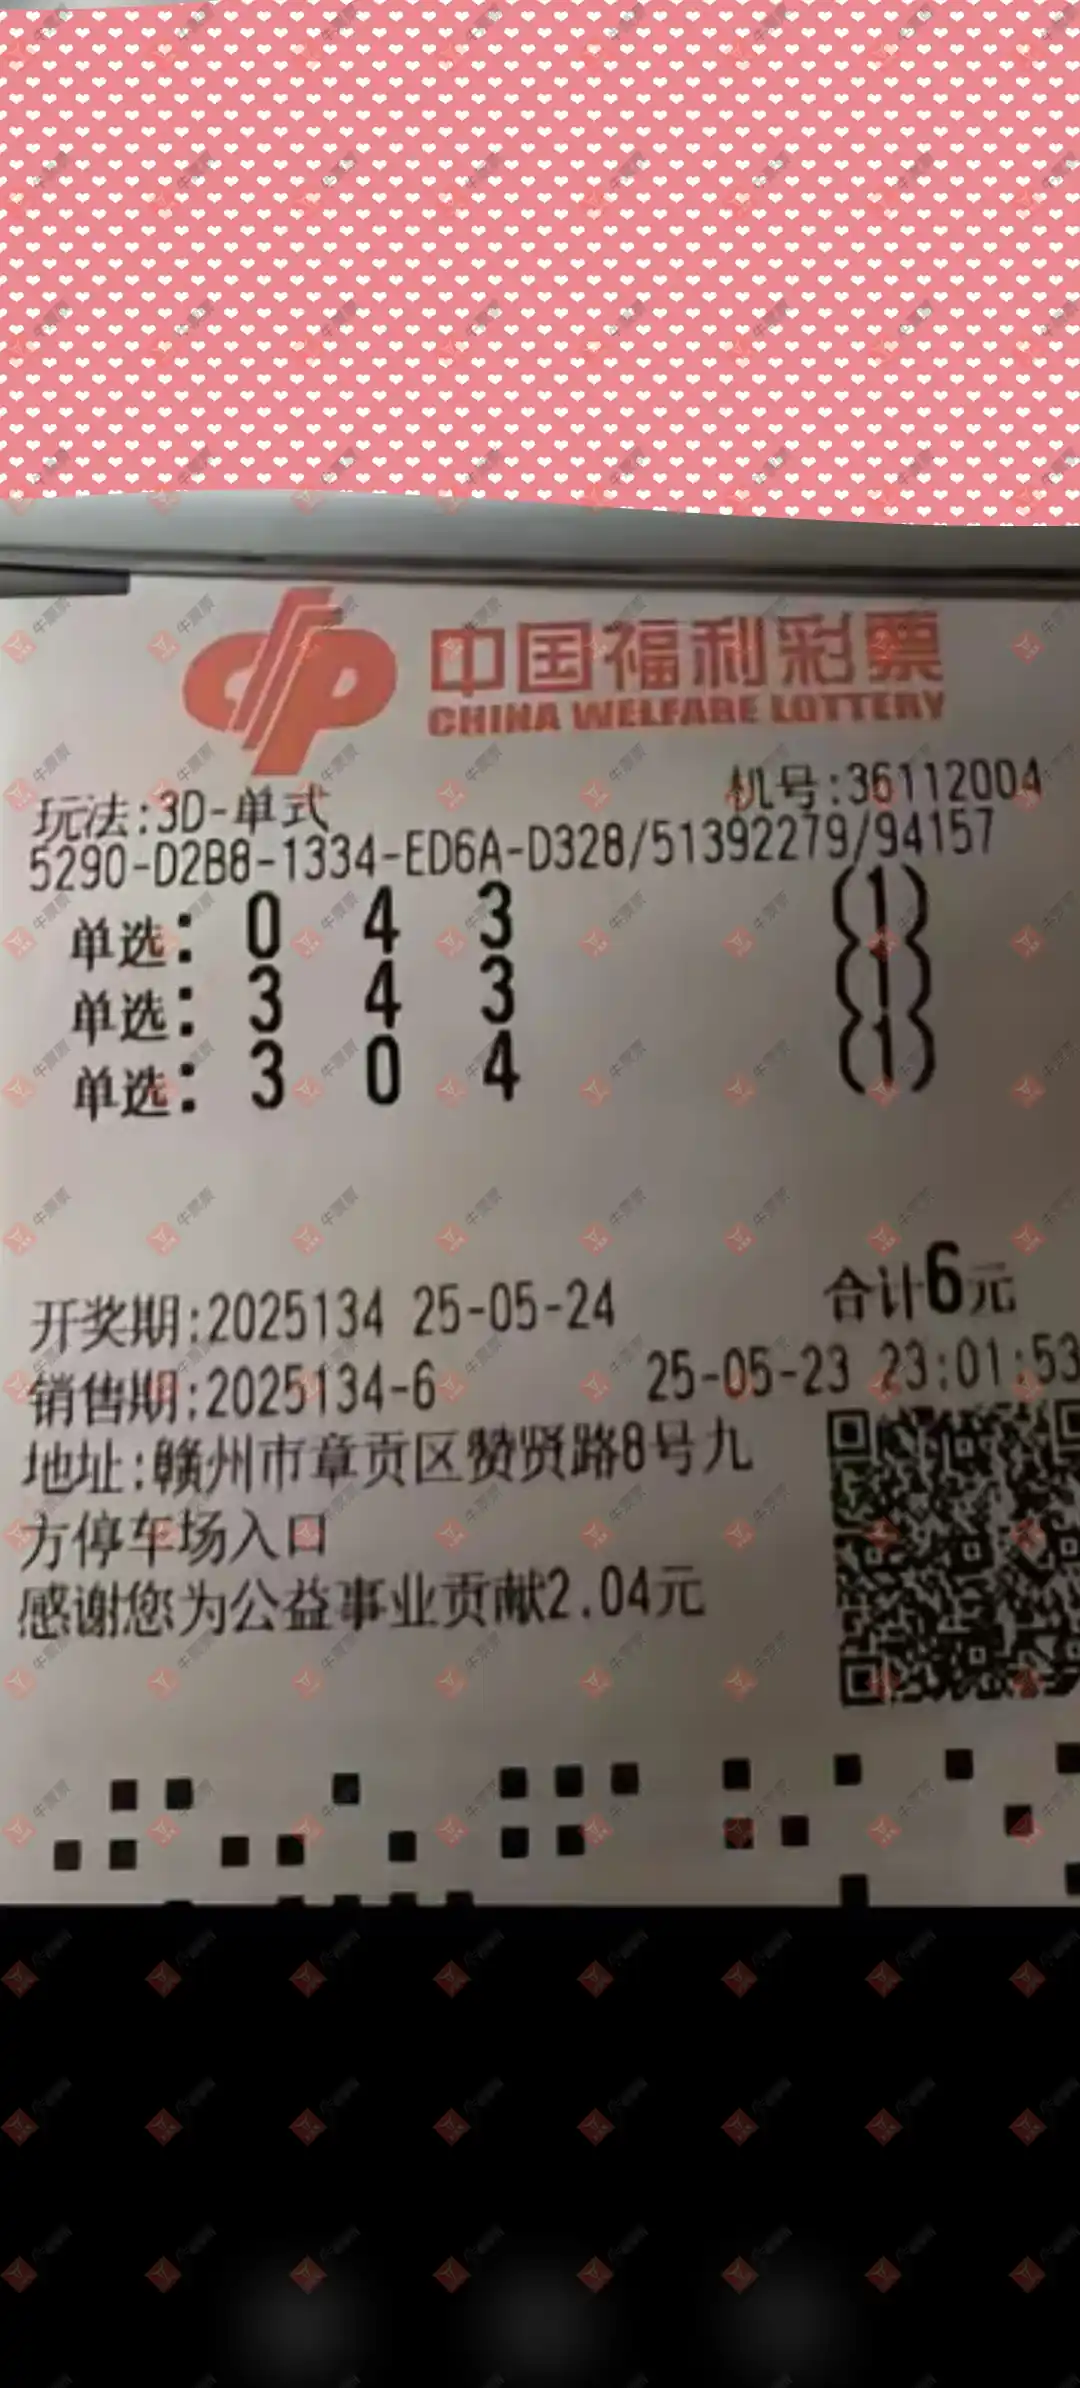 中国福利彩票
CHINA WELFARE LOTTERY
机号:36112004
玩法:3D-单式
5290-D2B8-1334-ED6A-D328/51392279/94157
单选: 0 4 3 (1)
单选: 3 4 3 (1)
单选: 3 0 4 (1)
合计6元
开奖期:2025134 25-05-24
销售期:2025134-6 25-05-23 23:01:53
地址:赣州市章贡区赞贤路8号九
方停车场入口
感谢您为公益事业贡献2.04元